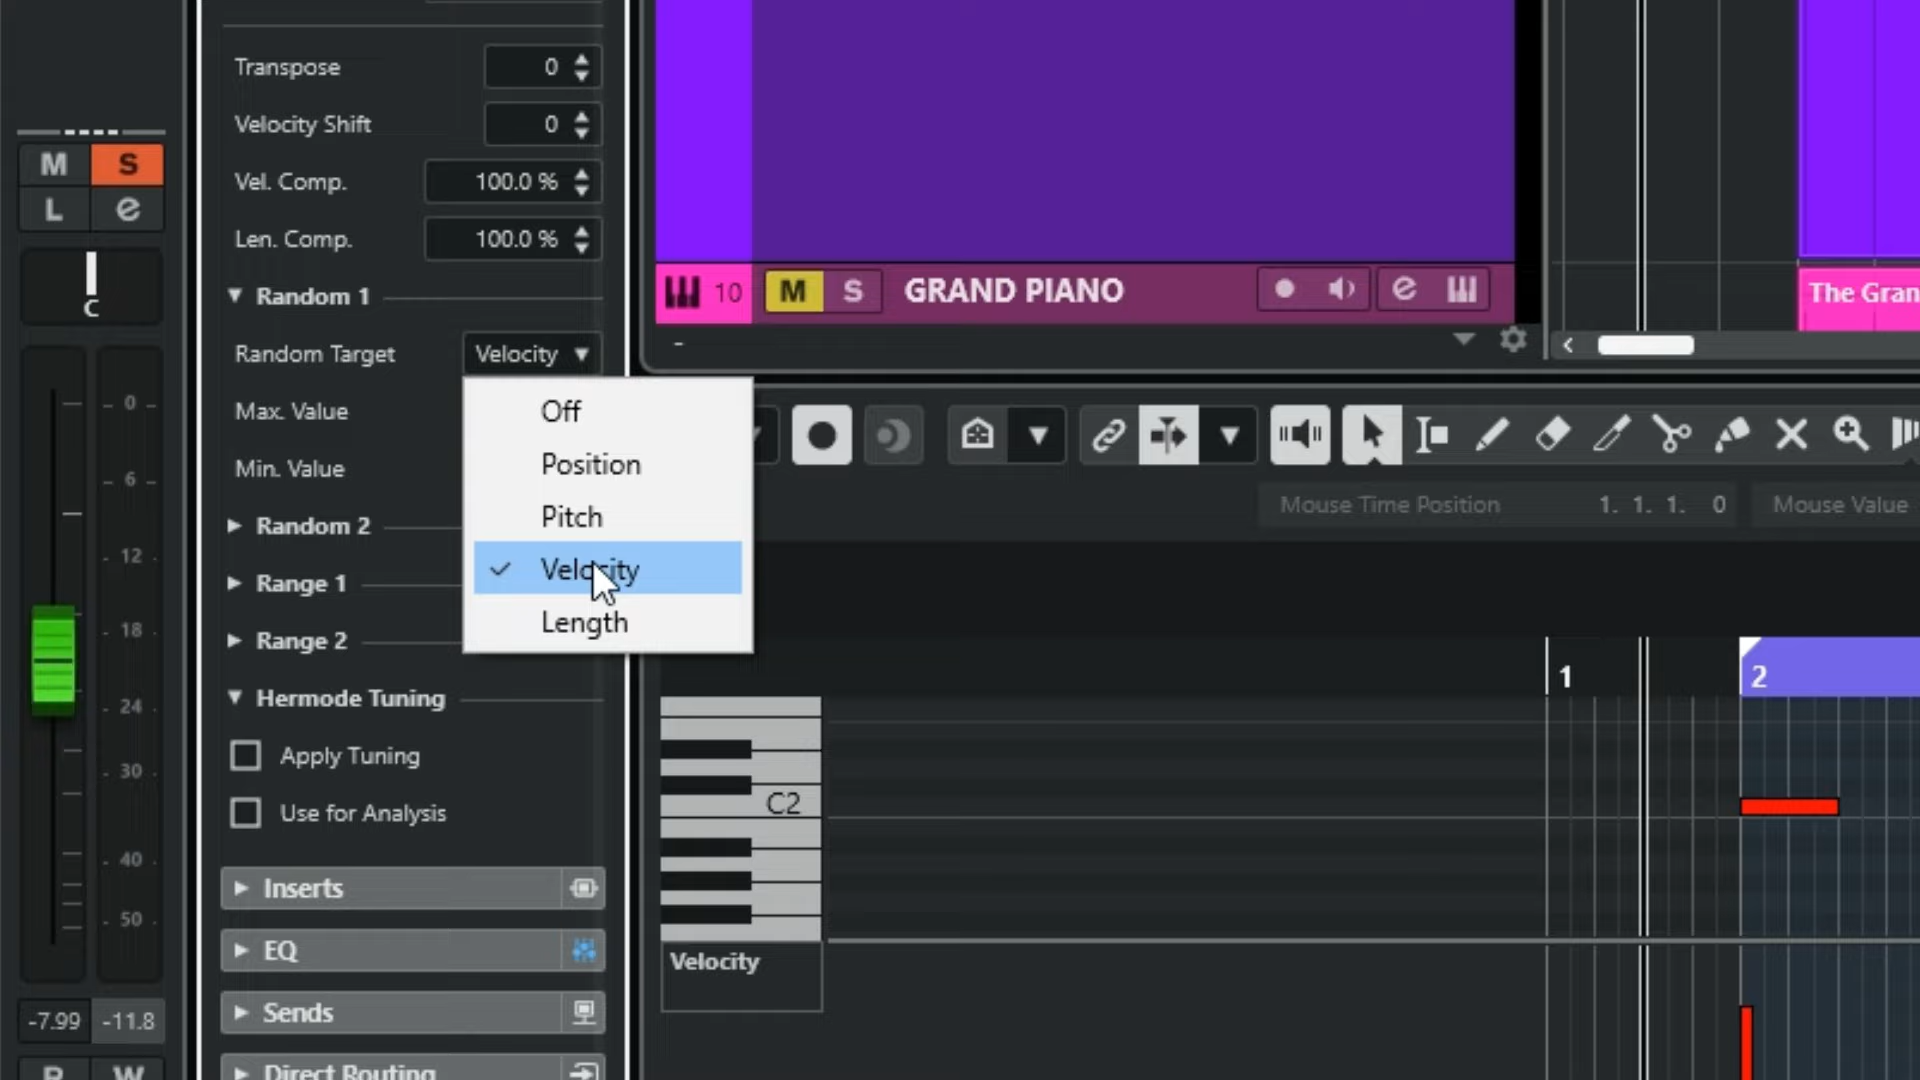 Transpose 0
Velocity Shift 0
Vel. Comp. 100.0 %
Len. Comp. 100.0 %
Random 1
Random Target Velocity
Max. Value
Min. Value
Random 2
Range 1
Range 2
Hermode Tuning
Apply Tuning
Use for Analysis
Inserts
EQ
Sends
Direct Routing
Off
Position
Pitch
Velocity
Length
M S
L e
C
0
6
12
18
24
30
40
50
-7.99 -11.8
R W
10 M S GRAND PIANO e
-
The Gran
Mouse Time Position 1. 1. 1. 0 Mouse Value
1 2
C2
Velocity